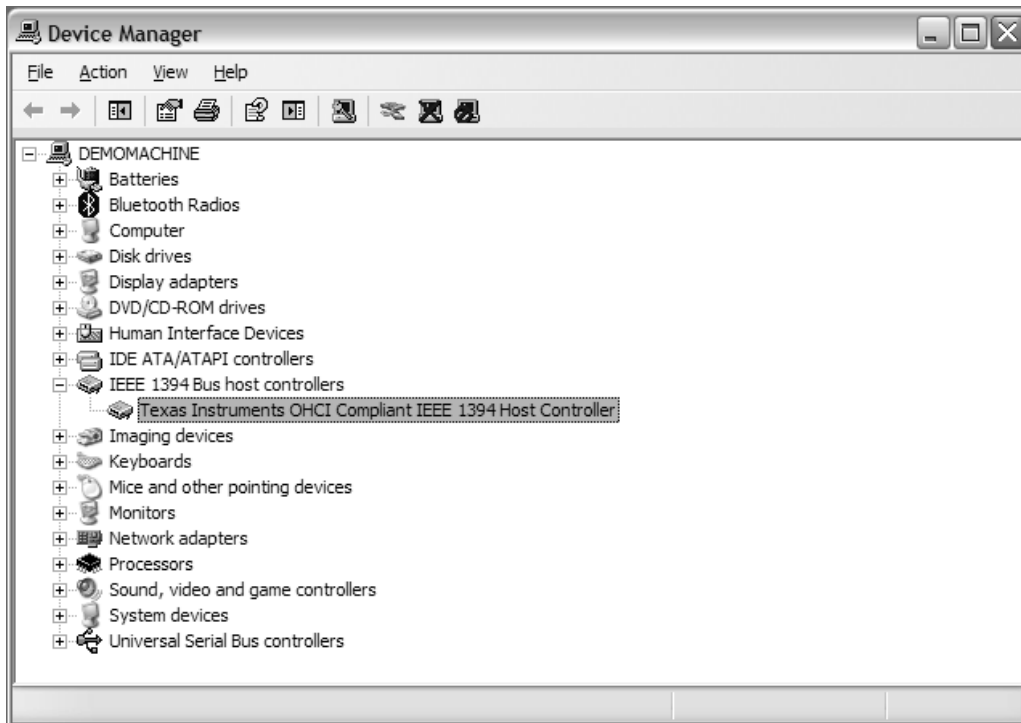 Device Manager
File Action View Help
DEMOMACHINE
Batteries
Bluetooth Radios
Computer
Disk drives
Display adapters
DVD/CD-ROM drives
Human Interface Devices
IDE ATA/ATAPI controllers
IEEE 1394 Bus host controllers
Texas Instruments OHCI Compliant IEEE 1394 Host Controller
Imaging devices
Keyboards
Mice and other pointing devices
Monitors
Network adapters
Processors
Sound, video and game controllers
System devices
Universal Serial Bus controllers